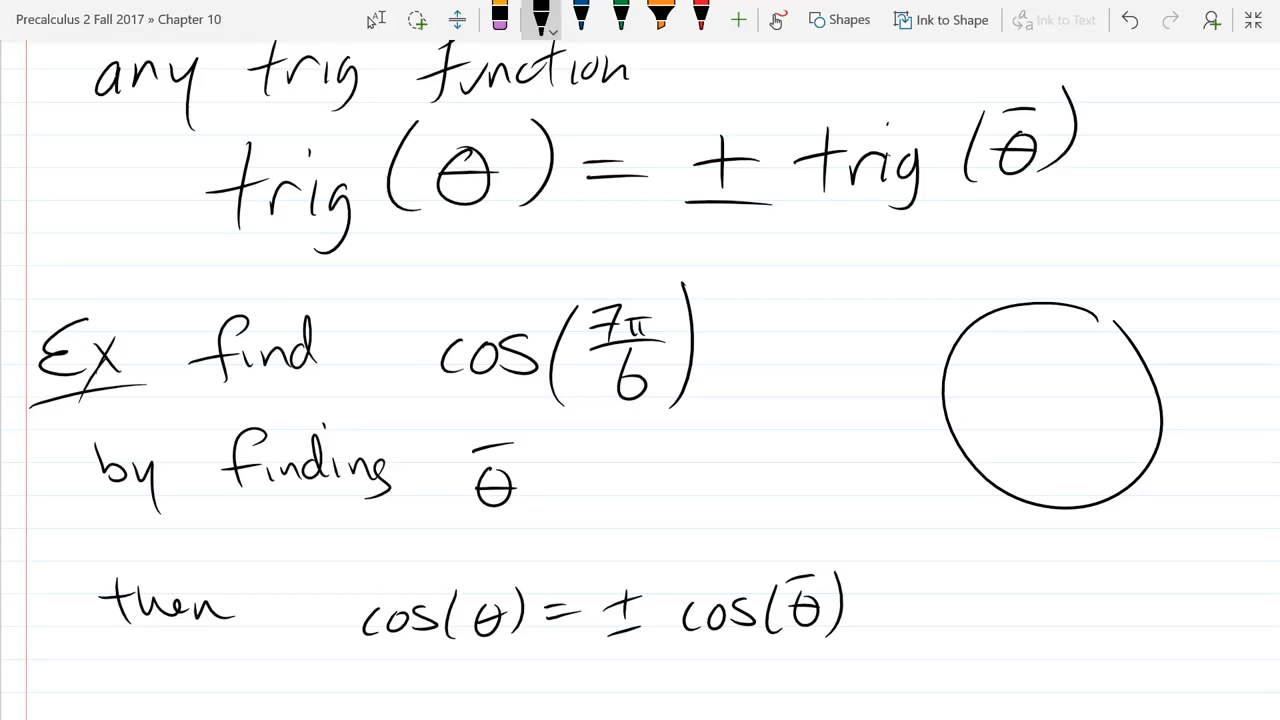 Precalculus 2 Fall 2017 » Chapter 10 Shapes Ink to Shape Ink to Text
any trig function
trig(θ) = ± trig(θ̅)
Ex find cos(7π/6)
by finding θ̅
then cos(θ) = ± cos(θ̅)